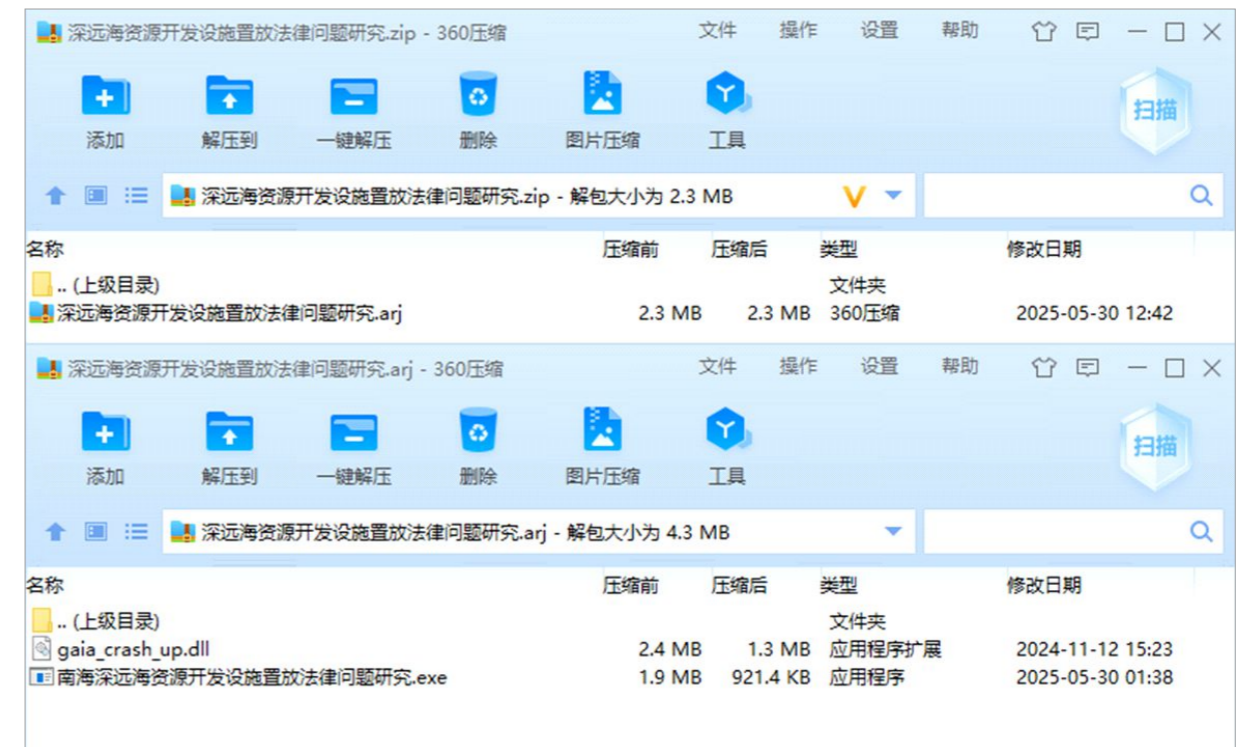 深远海资源开发设施置放法律问题研究.zip - 360压缩 文件 操作 设置 帮助
扫描
添加 解压到 一键解压 删除 图片压缩 工具
深远海资源开发设施置放法律问题研究.zip - 解包大小为 2.3 MB
名称 压缩前 压缩后 类型 修改日期
.. (上级目录) 文件夹
深远海资源开发设施置放法律问题研究.arj 2.3 MB 2.3 MB 360压缩 2025-05-30 12:42
深远海资源开发设施置放法律问题研究.arj - 360压缩 文件 操作 设置 帮助
扫描
添加 解压到 一键解压 删除 图片压缩 工具
深远海资源开发设施置放法律问题研究.arj - 解包大小为 4.3 MB
名称 压缩前 压缩后 类型 修改日期
.. (上级目录) 文件夹
gaia_crash_up.dll 2.4 MB 1.3 MB 应用程序扩展 2024-11-12 15:23
南海深远海资源开发设施置放法律问题研究.exe 1.9 MB 921.4 KB 应用程序 2025-05-30 01:38